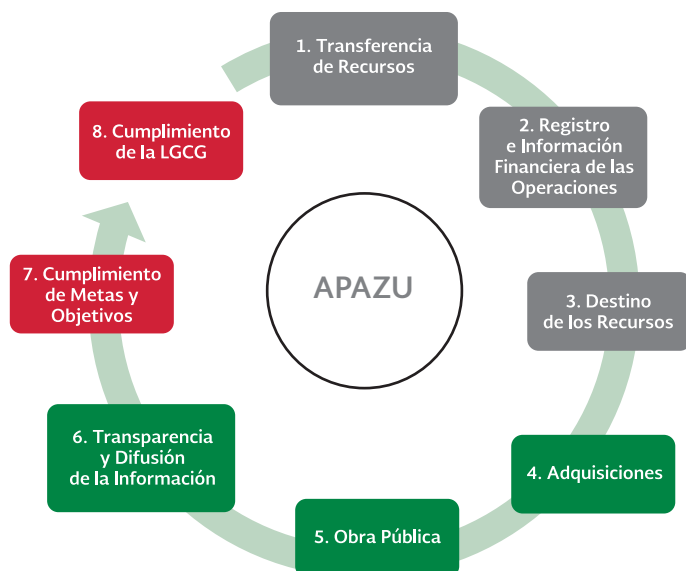 1. Transferencia
de Recursos
2. Registro
e Información
Financiera de las
Operaciones
3. Destino
de los Recursos
4. Adquisiciones
5. Obra Pública
6. Transparencia
y Difusión
de la Información
7. Cumplimiento
de Metas y
Objetivos
8. Cumplimiento
de la LGCG
APAZU